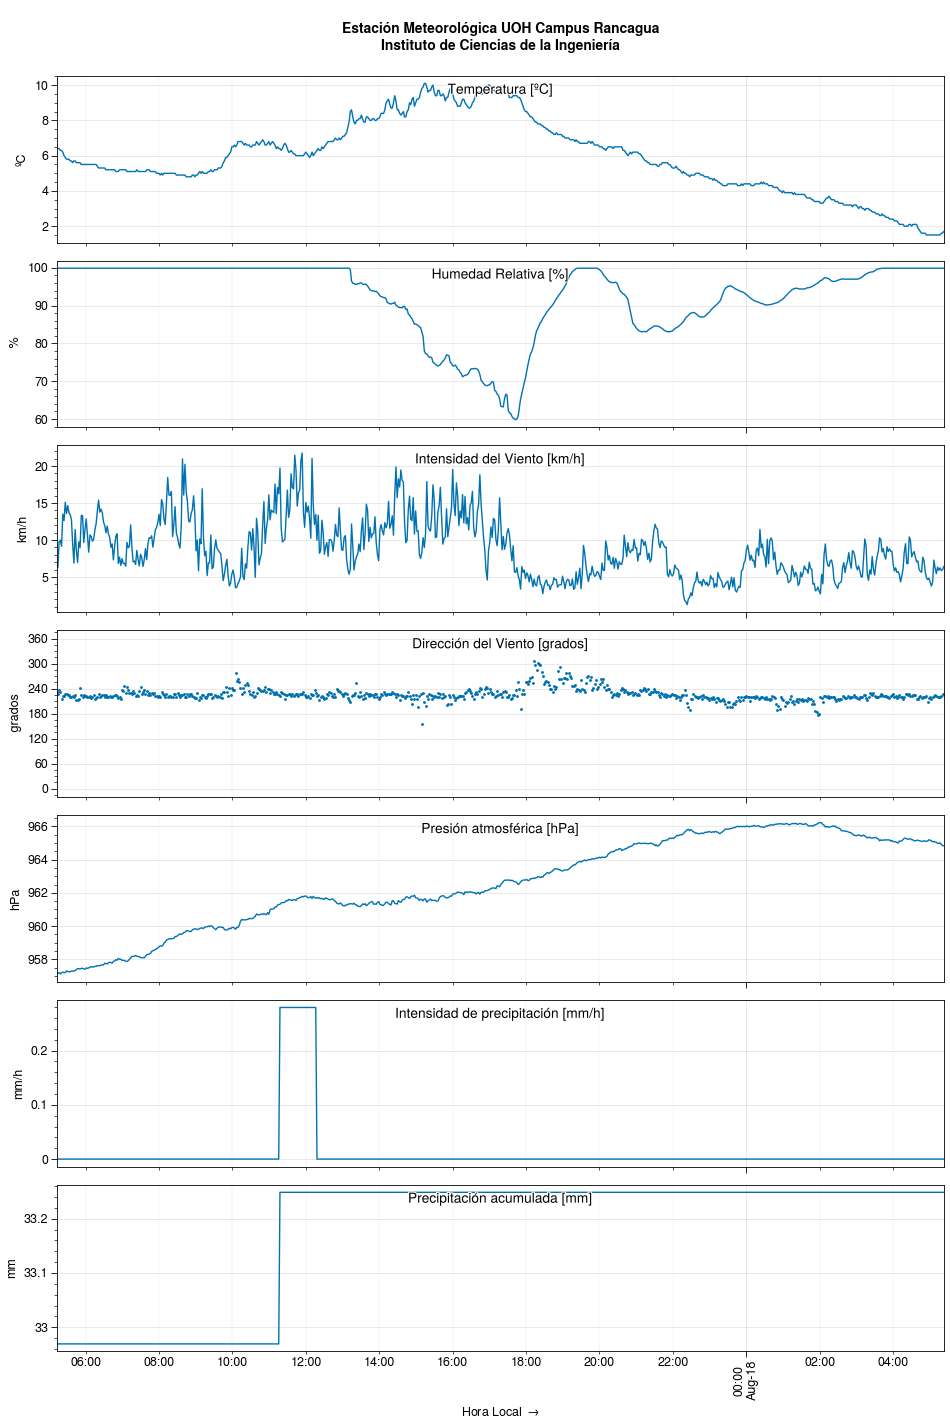 Estación Meteorológica UOH Campus Rancagua
Instituto de Ciencias de la Ingeniería
Temperatura [ºC]
10
8
6
4
2
ºC
Humedad Relativa [%]
100
90
80
70
60
%
Intensidad del Viento [km/h]
20
15
10
5
km/h
Dirección del Viento [grados]
360
300
240
180
120
60
0
grados
Presión atmosférica [hPa]
966
964
962
960
958
hPa
Intensidad de precipitación [mm/h]
0.2
0.1
0
mm/h
Precipitación acumulada [mm]
33.2
33.1
33
mm
06:00 08:00 10:00 12:00 14:00 16:00 18:00 20:00 22:00 00:00 02:00 04:00
Aug-18
Hora Local →